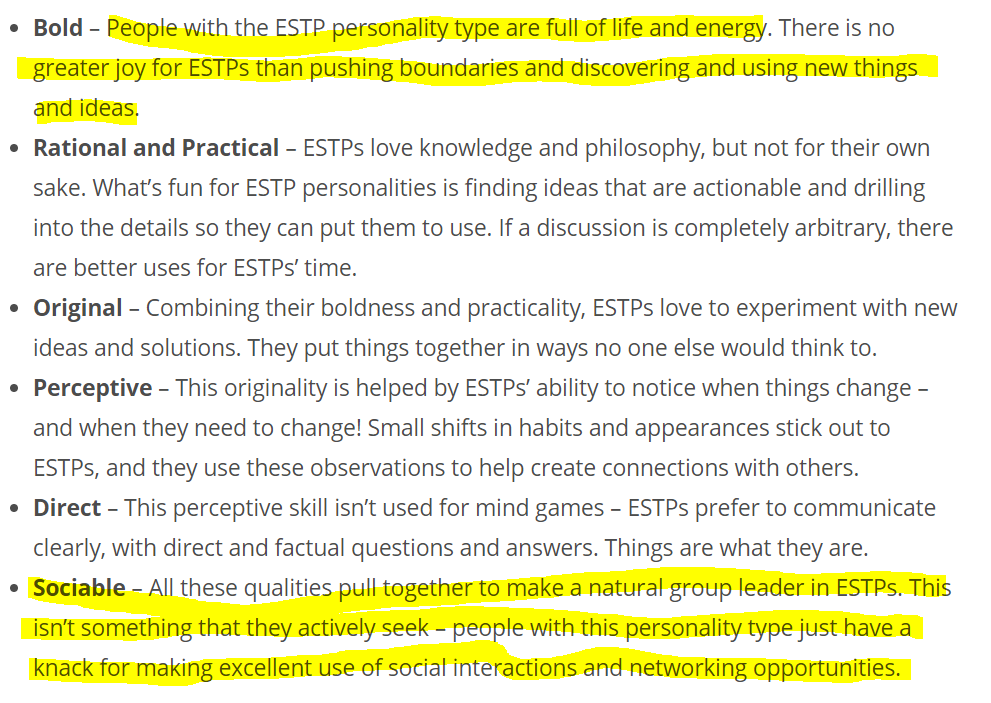 • Bold – People with the ESTP personality type are full of life and energy. There is no
greater joy for ESTPs than pushing boundaries and discovering and using new things
and ideas.
• Rational and Practical – ESTPs love knowledge and philosophy, but not for their own
sake. What’s fun for ESTP personalities is finding ideas that are actionable and drilling
into the details so they can put them to use. If a discussion is completely arbitrary, there
are better uses for ESTPs’ time.
• Original – Combining their boldness and practicality, ESTPs love to experiment with new
ideas and solutions. They put things together in ways no one else would think to.
• Perceptive – This originality is helped by ESTPs’ ability to notice when things change –
and when they need to change! Small shifts in habits and appearances stick out to
ESTPs, and they use these observations to help create connections with others.
• Direct – This perceptive skill isn’t used for mind games – ESTPs prefer to communicate
clearly, with direct and factual questions and answers. Things are what they are.
• Sociable – All these qualities pull together to make a natural group leader in ESTPs. This
isn’t something that they actively seek – people with this personality type just have a
knack for making excellent use of social interactions and networking opportunities.